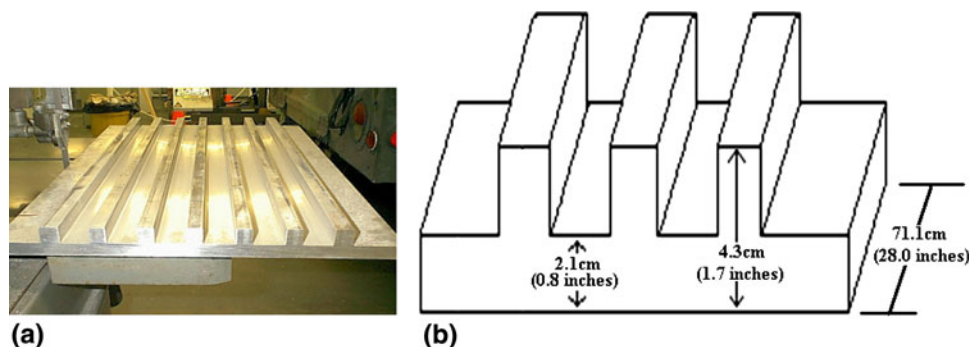 2.1cm
(0.8 inches)
4.3cm
(1.7 inches)
71.1cm
(28.0 inches)
(a)
(b)